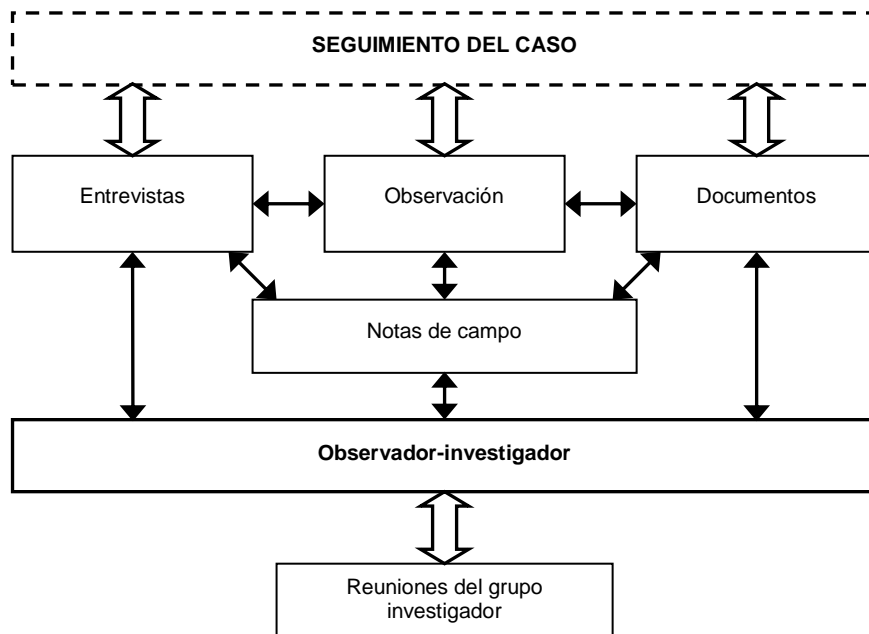 SEGUIMIENTO DEL CASO
Entrevistas
Observación
Documentos
Notas de campo
Observador-investigador
Reuniones del grupo
investigador